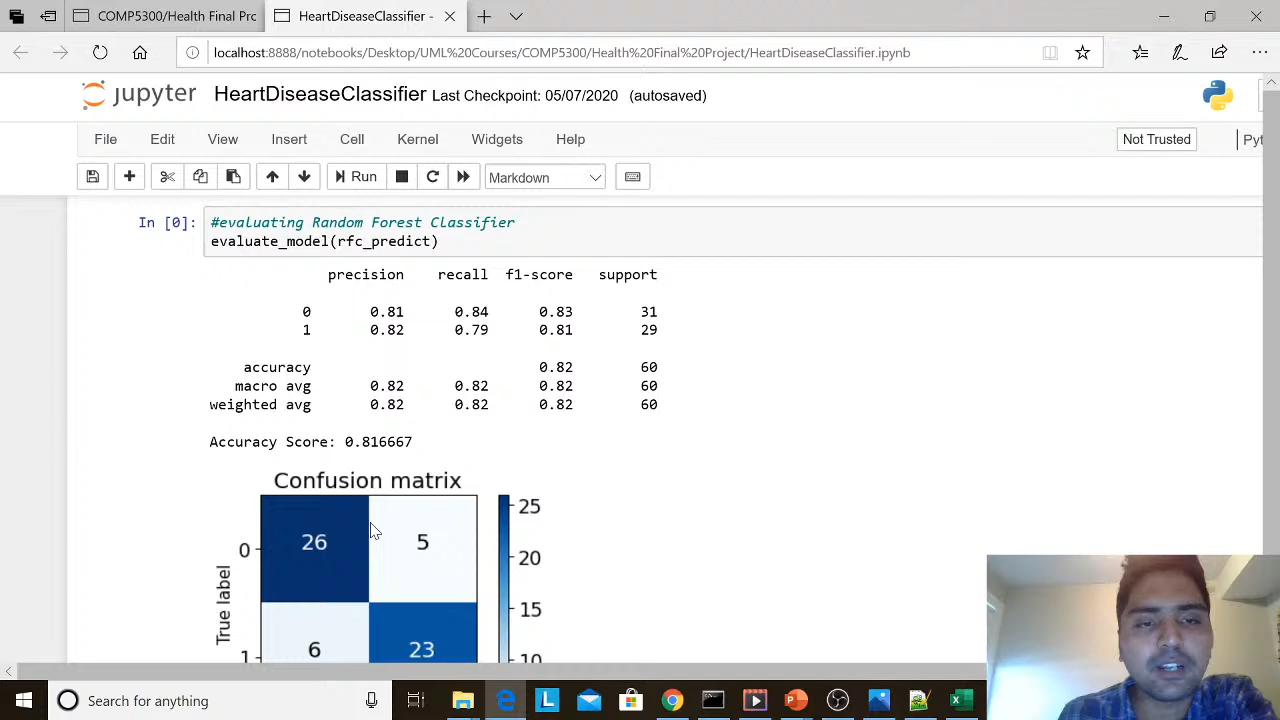 COMP5300/Health Final Pro
HeartDiseaseClassifier -
localhost:8888/notebooks/Desktop/UML%20Courses/COMP5300/Health%20Final%20Project/HeartDiseaseClassifier.ipynb
jupyter HeartDiseaseClassifier Last Checkpoint: 05/07/2020 (autosaved)
File Edit View Insert Cell Kernel Widgets Help Not Trusted Pyt
Run Markdown
In [0]: #evaluating Random Forest Classifier
evaluate_model(rfc_predict)
precision recall f1-score support
0 0.81 0.84 0.83 31
1 0.82 0.79 0.81 29
accuracy 0.82 60
macro avg 0.82 0.82 0.82 60
weighted avg 0.82 0.82 0.82 60
Accuracy Score: 0.816667
Confusion matrix
25
0 26 5
20
True label
15
1 6 23
10
Search for anything